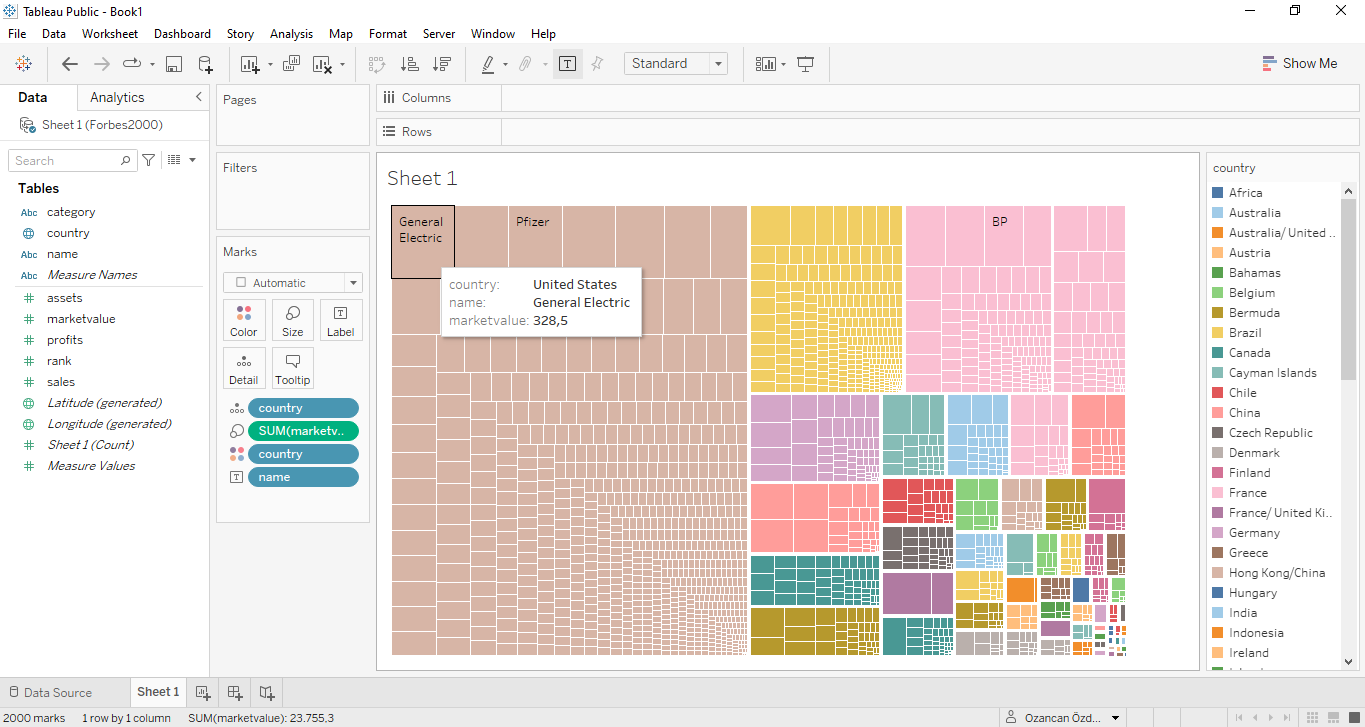 Tableau Public - Book1
File Data Worksheet Dashboard Story Analysis Map Format Server Window Help
Standard
Show Me
Data Analytics
Sheet 1 (Forbes2000)
Search
Tables
Abc category
country
Abc name
Abc Measure Names
assets
marketvalue
profits
rank
sales
Latitude (generated)
Longitude (generated)
Sheet 1 (Count)
Measure Values
Pages
Filters
Marks
Automatic
Color Size Label
Detail Tooltip
country
SUM(marketv..
country
name
Columns
Rows
Sheet 1
General
Electric
Pfizer
BP
country: United States
name: General Electric
marketvalue: 328,5
country
Africa
Australia
Australia/ United ..
Austria
Bahamas
Belgium
Bermuda
Brazil
Canada
Cayman Islands
Chile
China
Czech Republic
Denmark
Finland
France
France/ United Ki..
Germany
Greece
Hong Kong/China
Hungary
India
Indonesia
Ireland
Data Source Sheet 1
2000 marks 1 row by 1 column SUM(marketvalue): 23.755,3
Ozancan Özd...